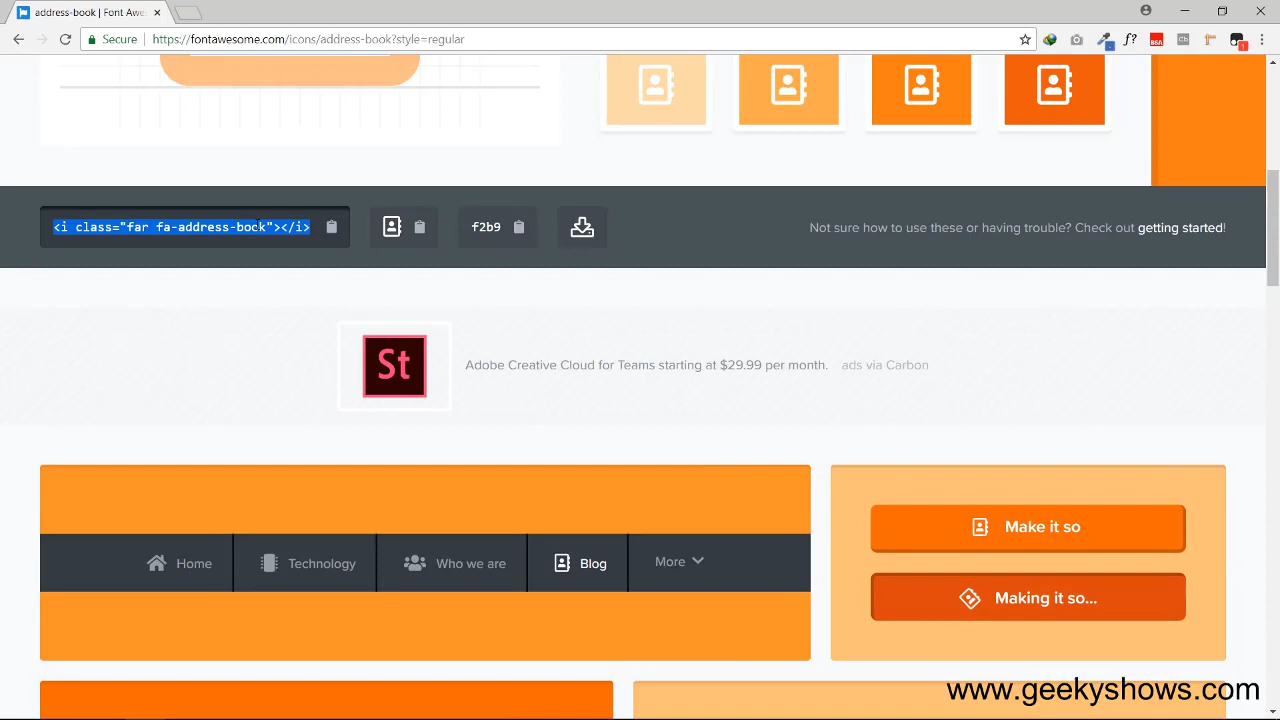 address-book | Font Awe
Secure | https://fontawesome.com/icons/address-book?style=regular
<i class="far fa-address-book"></i>
f2b9
Not sure how to use these or having trouble? Check out getting started!
St
Adobe Creative Cloud for Teams starting at $29.99 per month. ads via Carbon
Home
Technology
Who we are
Blog
More
Make it so
Making it so...
www.geekyshows.com